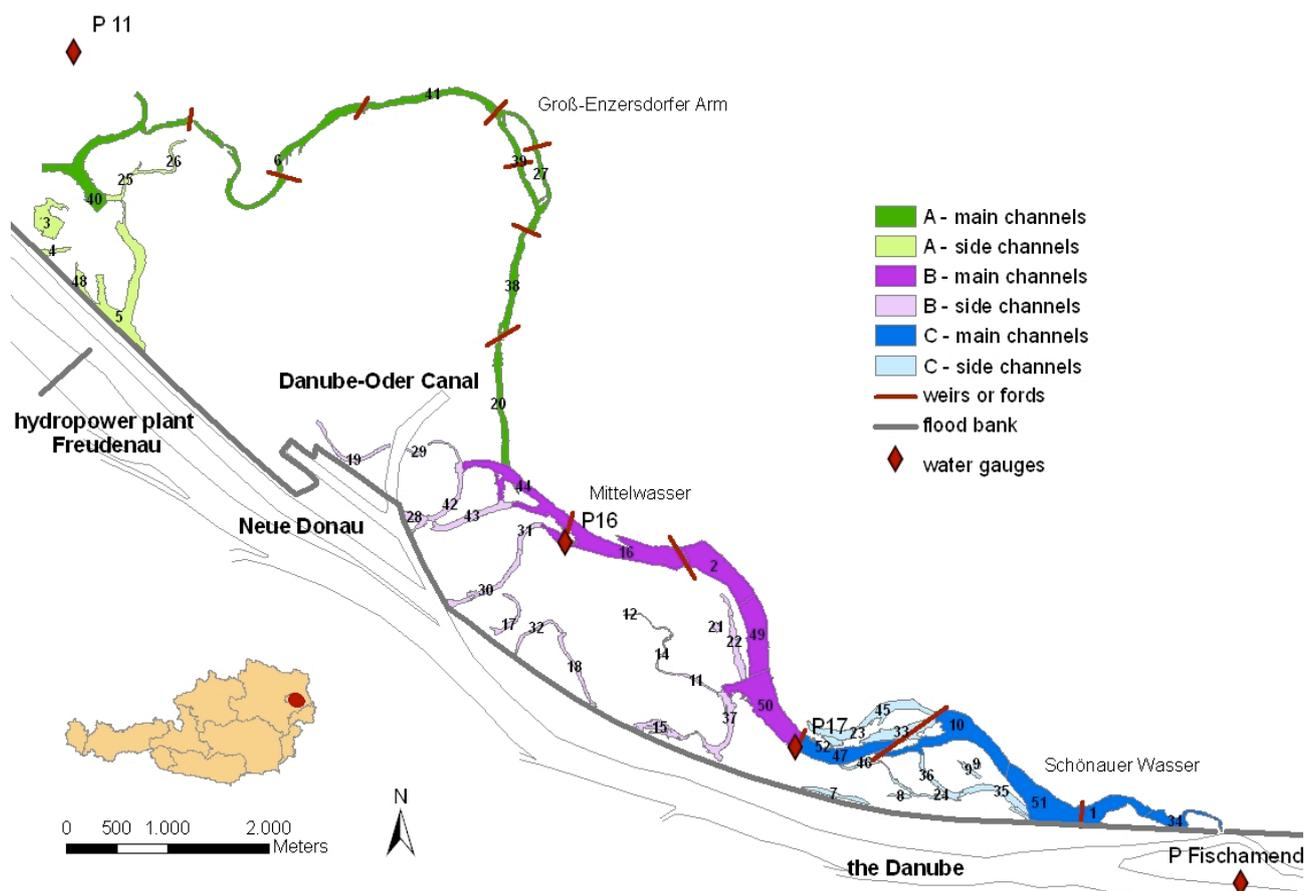 P 11
41
Groß-Enzersdorfer Arm
26
6
39
27
25
40
3
4
48
5
38
20
A - main channels
A - side channels
B - main channels
B - side channels
C - main channels
C - side channels
weirs or fords
flood bank
water gauges
Danube-Oder Canal
hydropower plant
Freudenau
19
29
44
Mittelwasser
42
28
43
P16
31
16
2
Neue Donau
30
17
32
12
21
22
49
14
18
11
50
37
15
P17
45
23
33
10
52
47
46
Schönauer Wasser
36
9
9
7
8
24
35
51
1
34
N
0 500 1.000 2.000
Meters
the Danube
P Fischamend